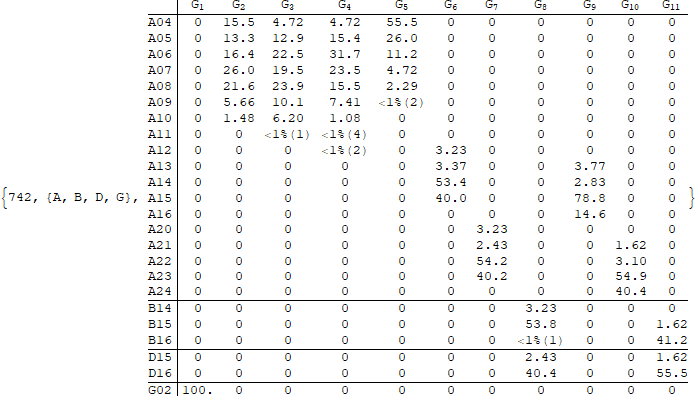 G1 G2 G3 G4 G5 G6 G7 G8 G9 G10 G11
A04 0 15.5 4.72 4.72 55.5 0 0 0 0 0 0
A05 0 13.3 12.9 15.4 26.0 0 0 0 0 0 0
A06 0 16.4 22.5 31.7 11.2 0 0 0 0 0 0
A07 0 26.0 19.5 23.5 4.72 0 0 0 0 0 0
A08 0 21.6 23.9 15.5 2.29 0 0 0 0 0 0
A09 0 5.66 10.1 7.41 <1%(2) 0 0 0 0 0 0
A10 0 1.48 6.20 1.08 0 0 0 0 0 0 0
A11 0 0 <1%(1) <1%(4) 0 0 0 0 0 0 0
A12 0 0 0 <1%(2) 0 3.23 0 0 0 0 0
A13 0 0 0 0 0 3.37 0 0 3.77 0 0
A14 0 0 0 0 0 53.4 0 0 2.83 0 0
{742, {A, B, D, G}, A15 0 0 0 0 0 40.0 0 0 78.8 0 0 }
A16 0 0 0 0 0 0 0 0 14.6 0 0
A20 0 0 0 0 0 0 3.23 0 0 0 0
A21 0 0 0 0 0 0 2.43 0 0 1.62 0
A22 0 0 0 0 0 0 54.2 0 0 3.10 0
A23 0 0 0 0 0 0 40.2 0 0 54.9 0
A24 0 0 0 0 0 0 0 0 0 40.4 0
B14 0 0 0 0 0 0 0 3.23 0 0 0
B15 0 0 0 0 0 0 0 53.8 0 0 1.62
B16 0 0 0 0 0 0 0 <1%(1) 0 0 41.2
D15 0 0 0 0 0 0 0 2.43 0 0 1.62
D16 0 0 0 0 0 0 0 40.4 0 0 55.5
G02 100. 0 0 0 0 0 0 0 0 0 0